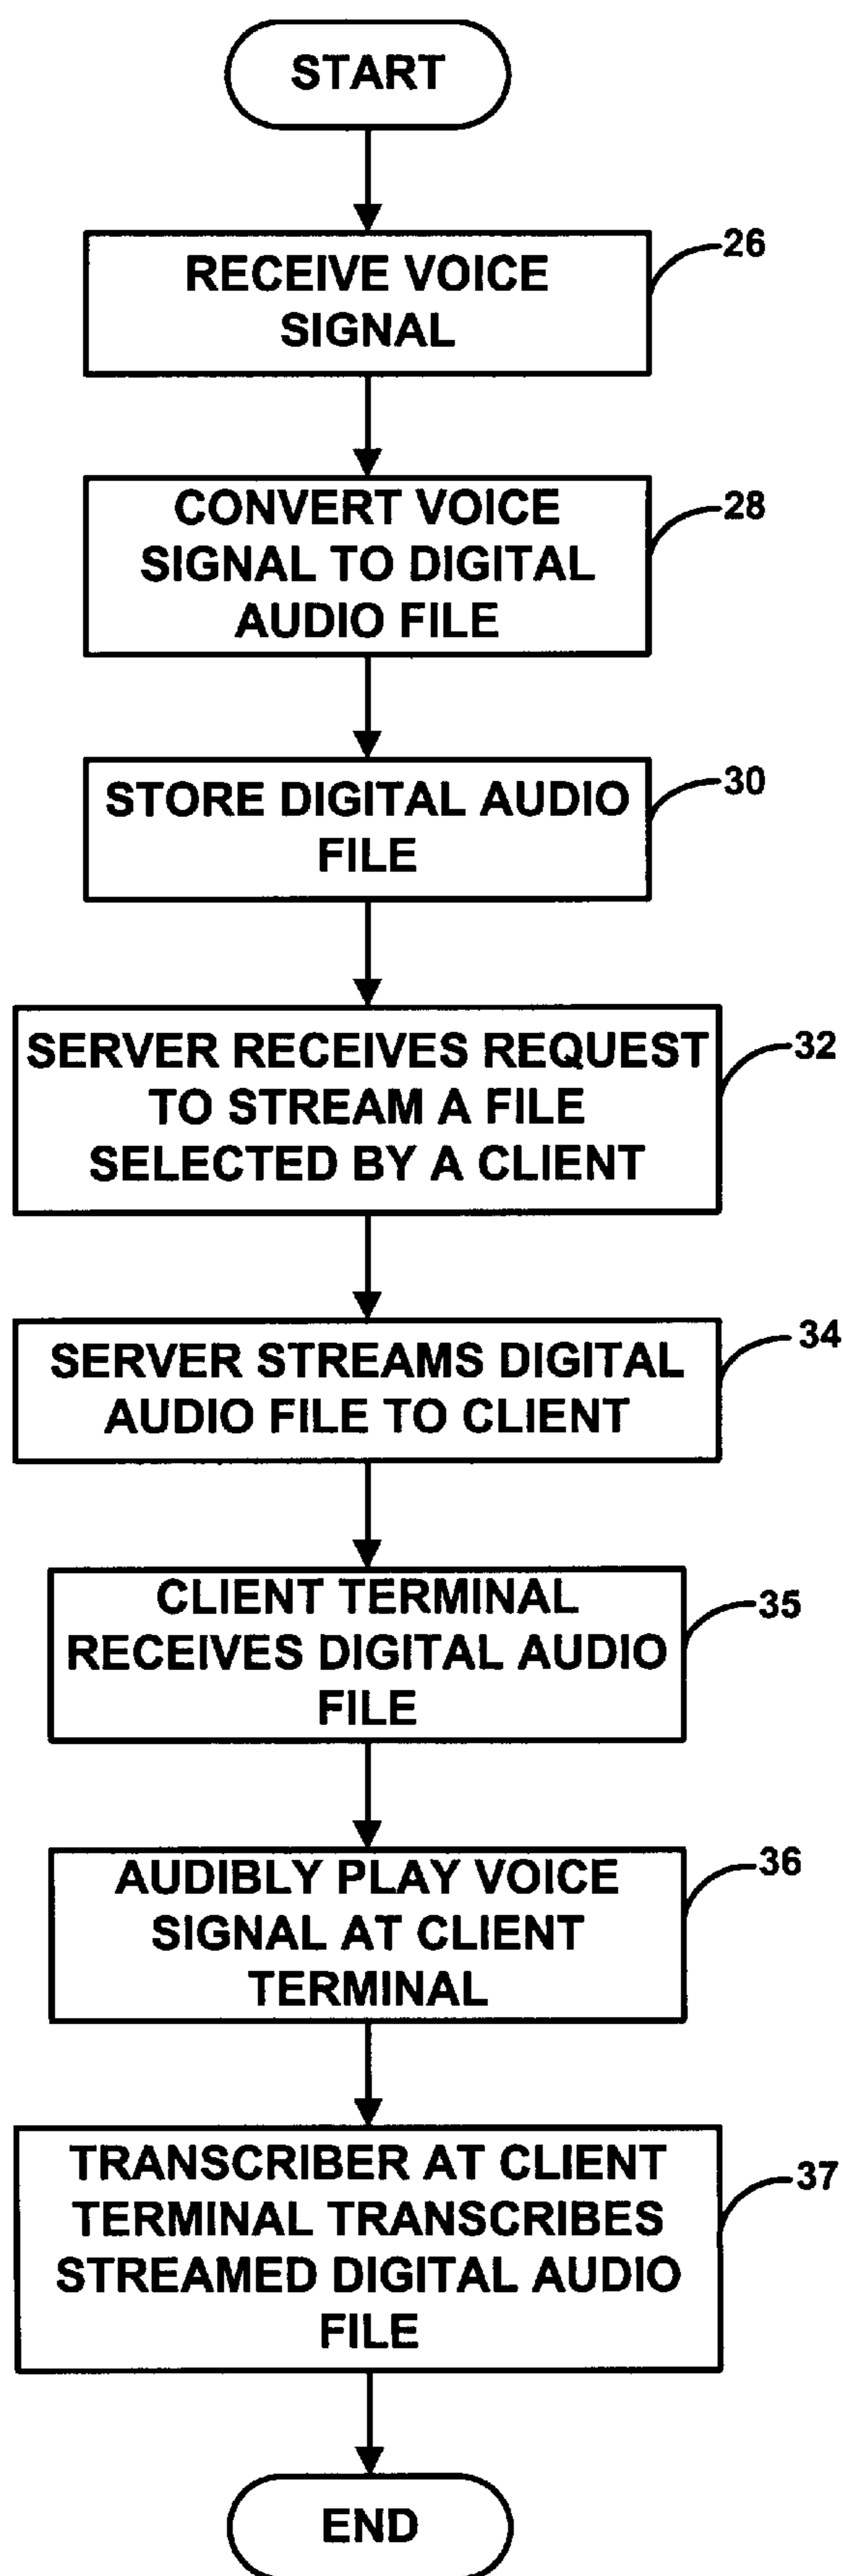 START
RECEIVE VOICE
SIGNAL
26
CONVERT VOICE
SIGNAL TO DIGITAL
AUDIO FILE
28
STORE DIGITAL AUDIO
FILE
30
SERVER RECEIVES REQUEST
TO STREAM A FILE
SELECTED BY A CLIENT
32
SERVER STREAMS DIGITAL
AUDIO FILE TO CLIENT
34
CLIENT TERMINAL
RECEIVES DIGITAL AUDIO
FILE
35
AUDIBLY PLAY VOICE
SIGNAL AT CLIENT
TERMINAL
36
TRANSCRIBER AT CLIENT
TERMINAL TRANSCRIBES
STREAMED DIGITAL AUDIO
FILE
37
END